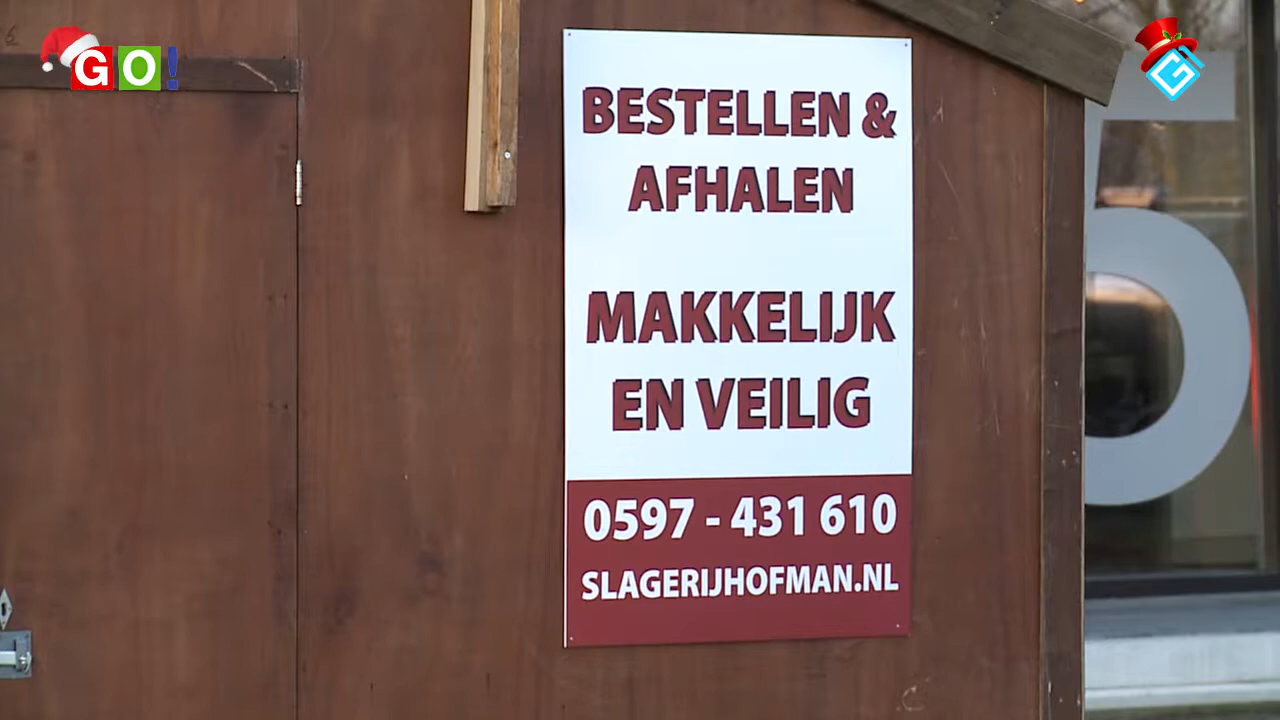 GO!
BESTELLEN &
AFHALEN
MAKKELIJK
EN VEILIG
0597 - 431 610
SLAGERIJHOFMAN.NL